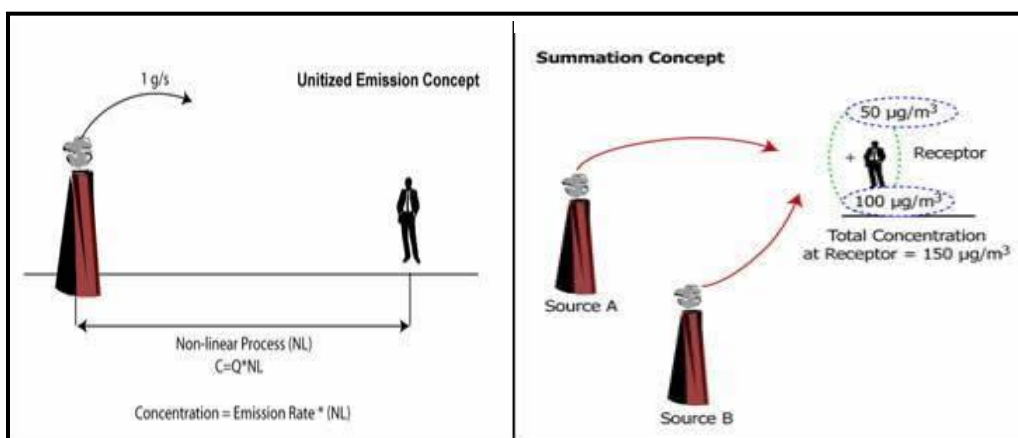 1 g/s
Unitized Emission Concept
Non-linear Process (NL)
C=Q*NL
Concentration = Emission Rate * (NL)
Summation Concept
50 µg/m³
+
Receptor
100 µg/m³
Total Concentration
at Receptor = 150 µg/m³
Source A
Source B